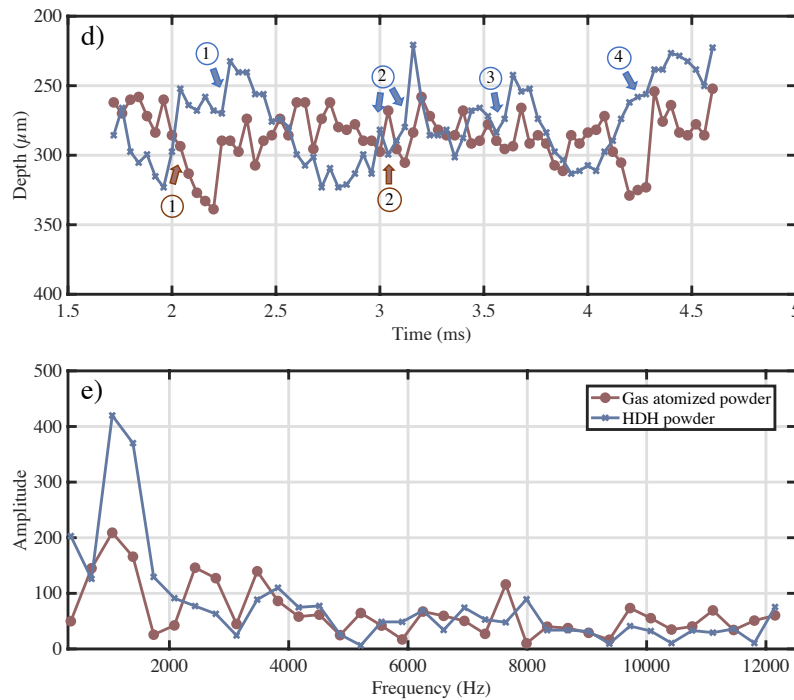 d)
200
250
300
350
400
Depth (μm)
1
2
3
4
1
2
1.5 2 2.5 3 3.5 4 4.5 5
Time (ms)
e)
500
400
300
200
100
0
Amplitude
Gas atomized powder
HDH powder
2000 4000 6000 8000 10000 12000
Frequency (Hz)